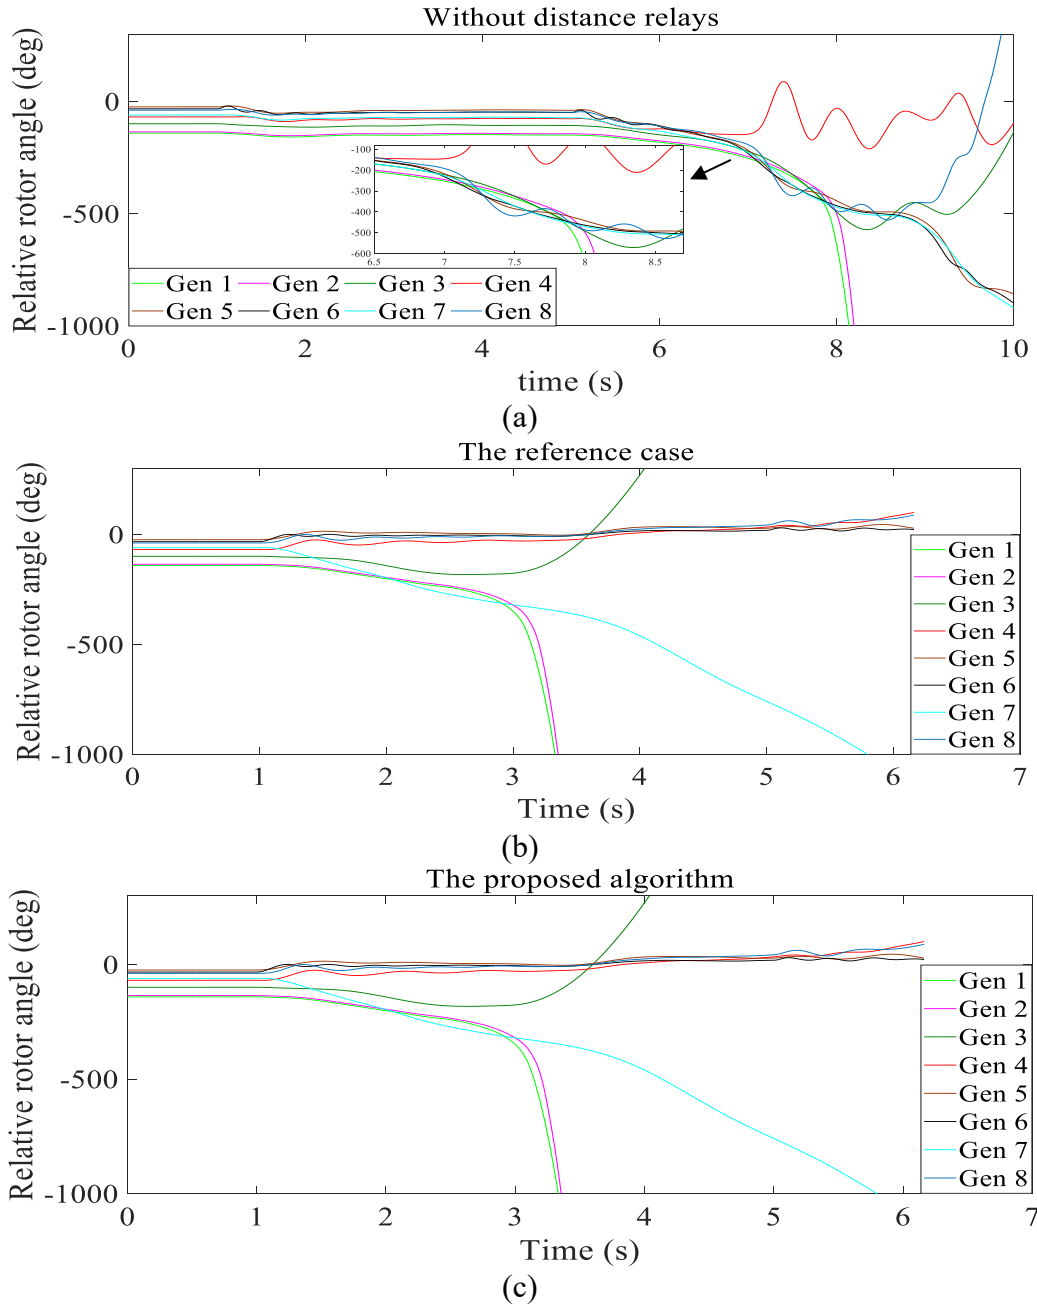 Without distance relays
Relative rotor angle (deg)
0
-500
-1000
-100
-200
-300
-400
-500
-600
6.5 7 7.5 8 8.5
Gen 1 Gen 2 Gen 3 Gen 4
Gen 5 Gen 6 Gen 7 Gen 8
0 2 4 6 8 10
time (s)
(a)
The reference case
Relative rotor angle (deg)
0
-500
-1000
Gen 1
Gen 2
Gen 3
Gen 4
Gen 5
Gen 6
Gen 7
Gen 8
0 1 2 3 4 5 6 7
Time (s)
(b)
The proposed algorithm
Relative rotor angle (deg)
0
-500
-1000
Gen 1
Gen 2
Gen 3
Gen 4
Gen 5
Gen 6
Gen 7
Gen 8
0 1 2 3 4 5 6 7
Time (s)
(c)